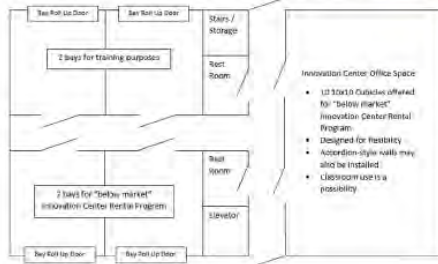 Bay Roll Up Door
Bay Roll Up Door
Stairs /
Storage
2 bays for training purposes
Rest
Room
Innovation Center Office Space
• 10 10x10 Cubicles offered
for "below market"
Innovation Center Rental
Program
• Designed for flexibility
• Accordion-style walls may
also be installed
• Classroom use is a
possibility
Rest
Room
2 bays for "below market"
Innovation Center Rental Program
Elevator
Bay Roll Up Door
Bay Roll Up Door